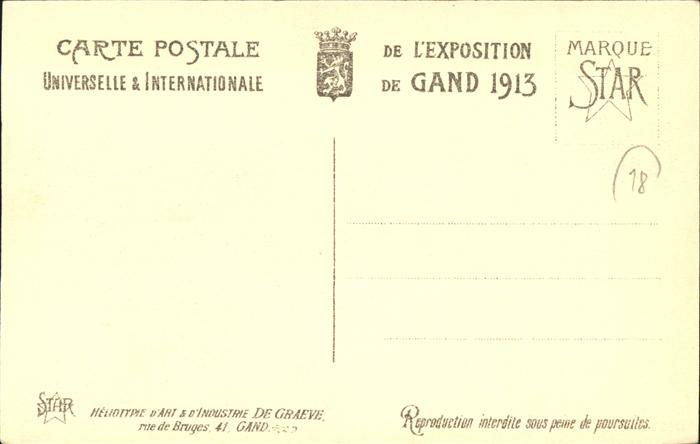 CARTE POSTALE DE L'EXPOSITION
UNIVERSELLE & INTERNATIONALE DE GAND 1913
MARQUE
STAR
18
STAR
HÉLIOTYPIE D'ART & D'INDUSTRIE DE GRAEVE,
rue de Bruges, 41, GAND.
Reproduction interdite sous peine de poursuites.